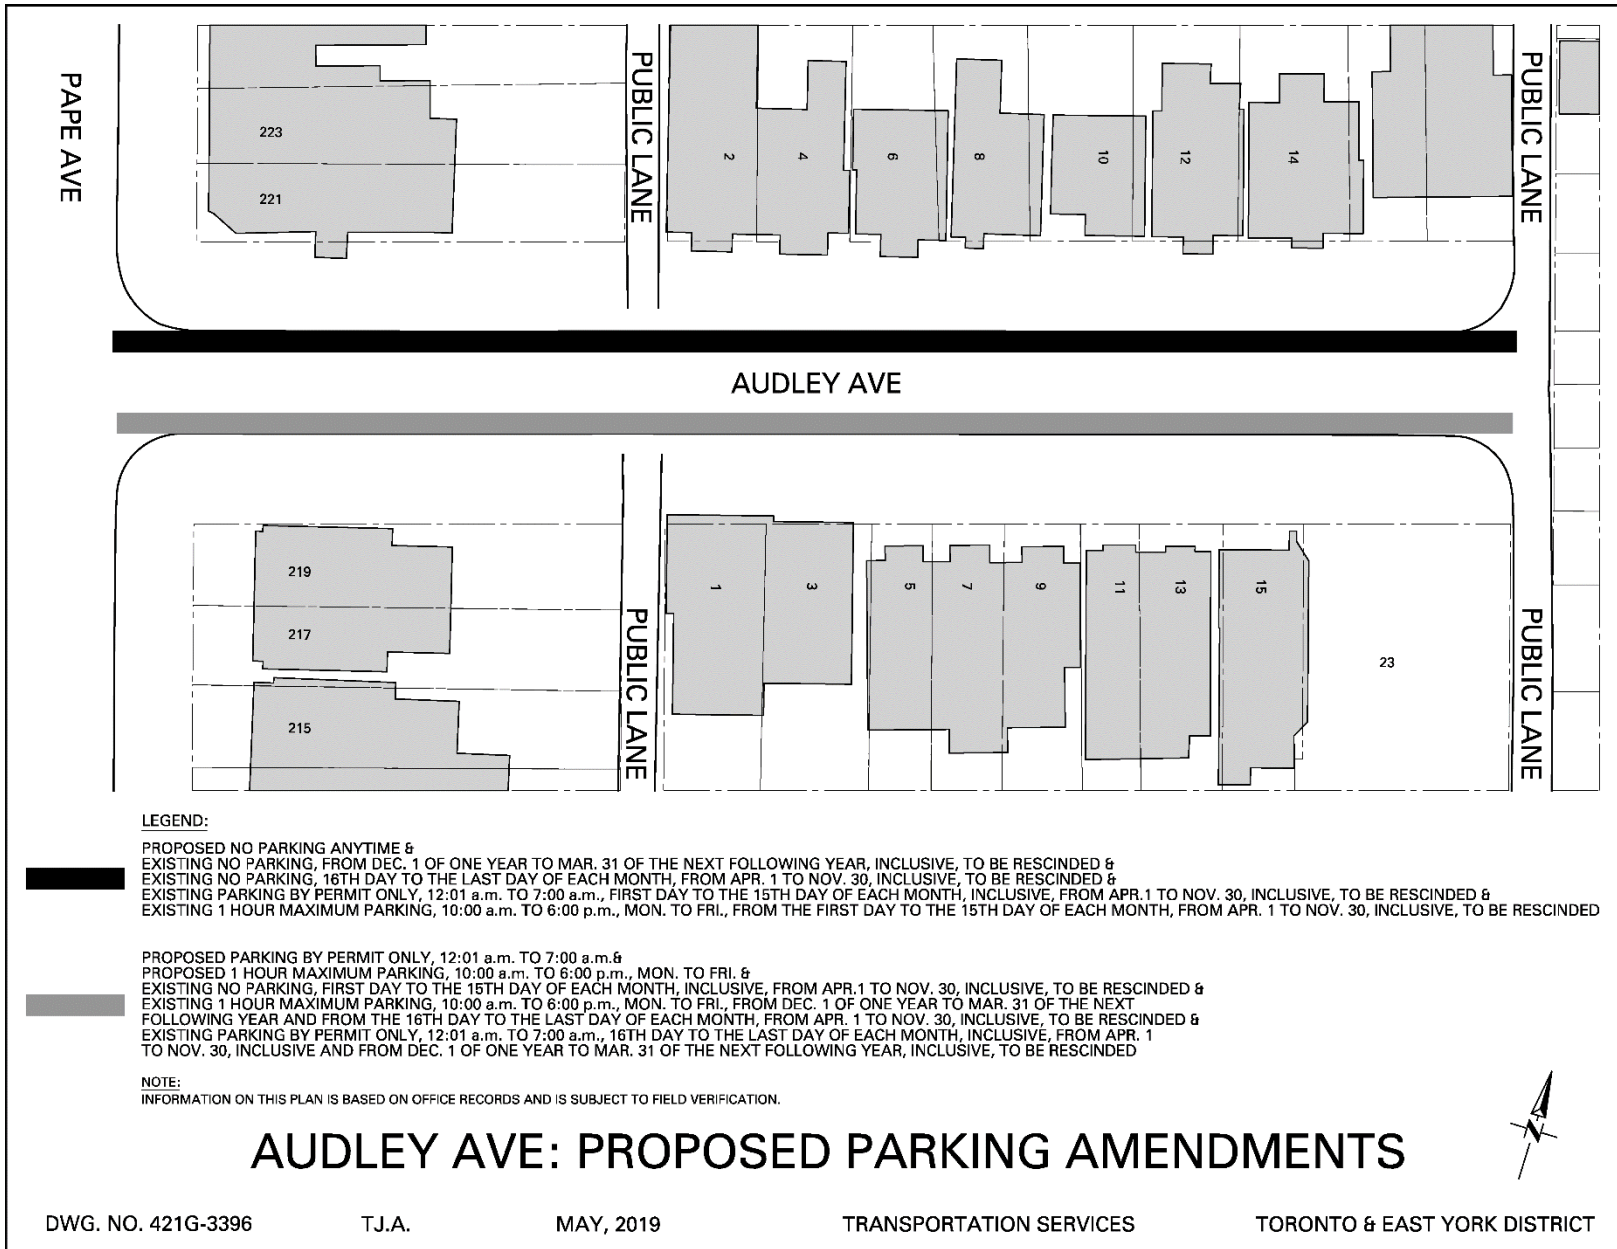 PAPE AVE
223
221
PUBLIC LANE
2
4
6
8
10
12
14
PUBLIC LANE
AUDLEY AVE
219
217
215
PUBLIC LANE
1
3
5
7
9
11
13
15
23
PUBLIC LANE
LEGEND:
PROPOSED NO PARKING ANYTIME &
EXISTING NO PARKING, FROM DEC. 1 OF ONE YEAR TO MAR. 31 OF THE NEXT FOLLOWING YEAR, INCLUSIVE, TO BE RESCINDED &
EXISTING NO PARKING, 16TH DAY TO THE LAST DAY OF EACH MONTH, FROM APR. 1 TO NOV. 30, INCLUSIVE, TO BE RESCINDED &
EXISTING PARKING BY PERMIT ONLY, 12:01 a.m. TO 7:00 a.m., FIRST DAY TO THE 15TH DAY OF EACH MONTH, INCLUSIVE, FROM APR.1 TO NOV. 30, INCLUSIVE, TO BE RESCINDED &
EXISTING 1 HOUR MAXIMUM PARKING, 10:00 a.m. TO 6:00 p.m., MON. TO FRI., FROM THE FIRST DAY TO THE 15TH DAY OF EACH MONTH, FROM APR. 1 TO NOV. 30, INCLUSIVE, TO BE RESCINDED
PROPOSED PARKING BY PERMIT ONLY, 12:01 a.m. TO 7:00 a.m.&
PROPOSED 1 HOUR MAXIMUM PARKING, 10:00 a.m. TO 6:00 p.m., MON. TO FRI. &
EXISTING NO PARKING, FIRST DAY TO THE 15TH DAY OF EACH MONTH, INCLUSIVE, FROM APR.1 TO NOV. 30, INCLUSIVE, TO BE RESCINDED &
EXISTING 1 HOUR MAXIMUM PARKING, 10:00 a.m. TO 6:00 p.m., MON. TO FRI., FROM DEC. 1 OF ONE YEAR TO MAR. 31 OF THE NEXT
FOLLOWING YEAR AND FROM THE 16TH DAY TO THE LAST DAY OF EACH MONTH, FROM APR. 1 TO NOV. 30, INCLUSIVE, TO BE RESCINDED &
EXISTING PARKING BY PERMIT ONLY, 12:01 a.m. TO 7:00 a.m., 16TH DAY TO THE LAST DAY OF EACH MONTH, INCLUSIVE, FROM APR. 1
TO NOV. 30, INCLUSIVE AND FROM DEC. 1 OF ONE YEAR TO MAR. 31 OF THE NEXT FOLLOWING YEAR, INCLUSIVE, TO BE RESCINDED
NOTE:
INFORMATION ON THIS PLAN IS BASED ON OFFICE RECORDS AND IS SUBJECT TO FIELD VERIFICATION.
N
AUDLEY AVE: PROPOSED PARKING AMENDMENTS
DWG. NO. 421G-3396 T.J.A. MAY, 2019 TRANSPORTATION SERVICES TORONTO & EAST YORK DISTRICT